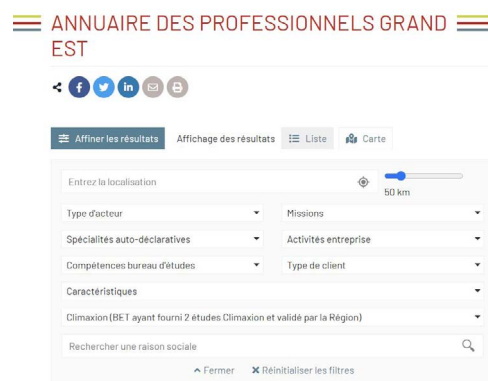 ANNUAIRE DES PROFESSIONNELS GRAND
EST
Affiner les résultats
Affichage des résultats
Liste
Carte
Entrez la localisation
50 km
Type d'acteur
Missions
Spécialités auto-déclaratives
Activités entreprise
Compétences bureau d'études
Type de client
Caractéristiques
Climaxion (BET ayant fourni 2 études Climaxion et validé par la Région)
Rechercher une raison sociale
Fermer
Réinitialiser les filtres